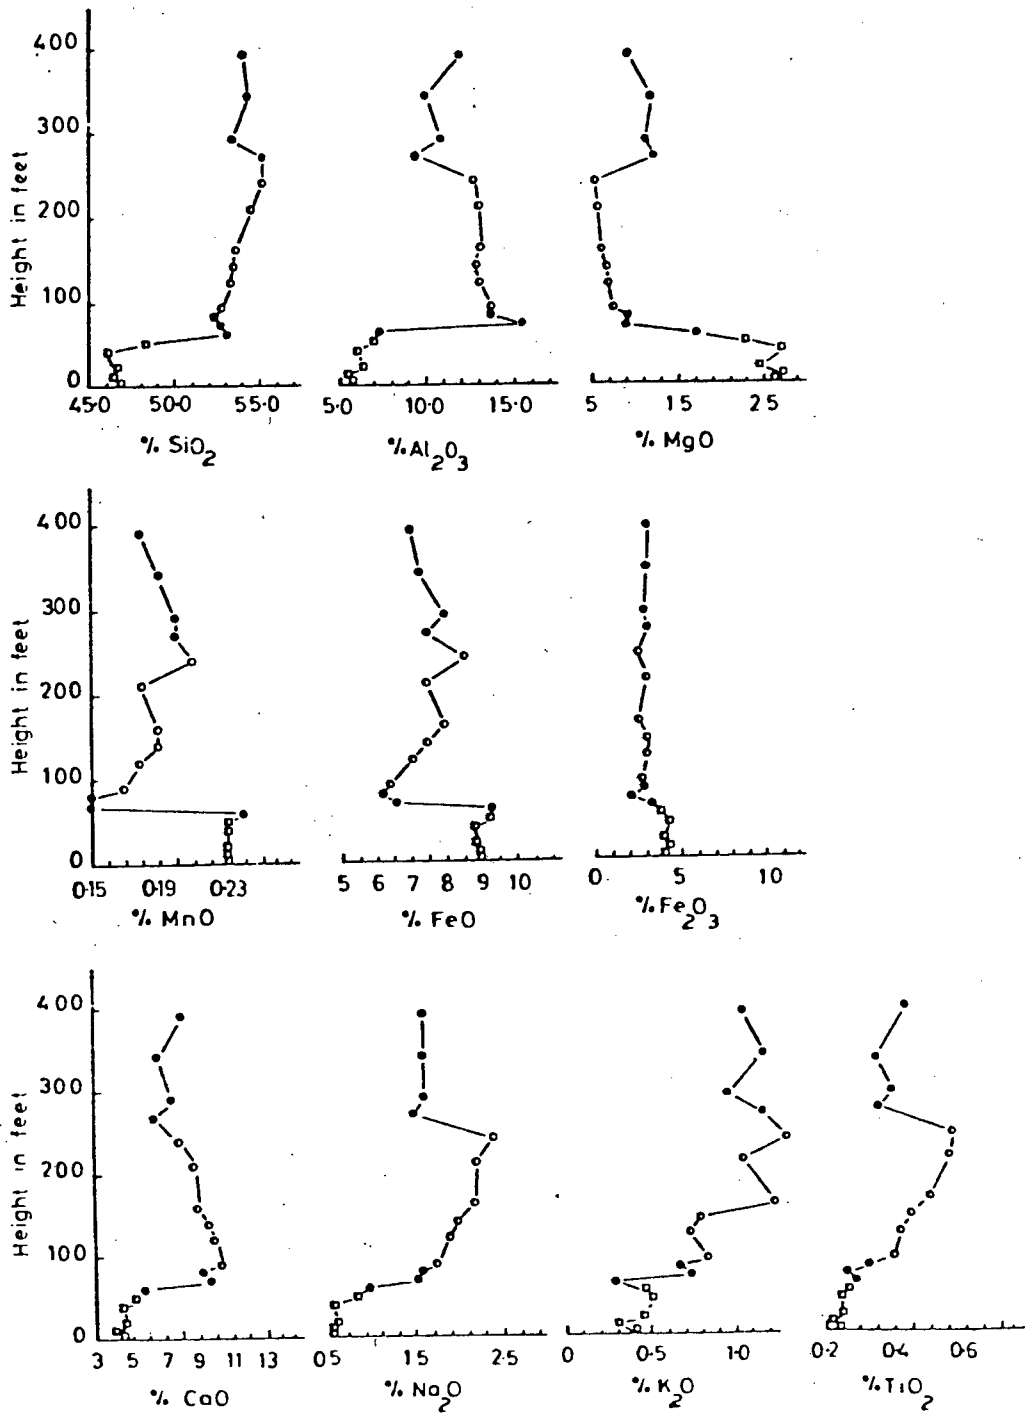 400
300
200
100
0
Height in feet
45·0 50·0 55·0
% SiO2
5·0 10·0 15·0
% Al2O3
5 15 25
% MgO
400
300
200
100
0
Height in feet
0·15 0·19 0·23
% MnO
5 6 7 8 9 10
% FeO
0 5 10
% Fe2O3
400
300
200
100
0
Height in feet
3 5 7 9 11 13
% CaO
0·5 1·5 2·5
% Na2O
0 0·5 1·0
% K2O
0·2 0·4 0·6
% TiO2